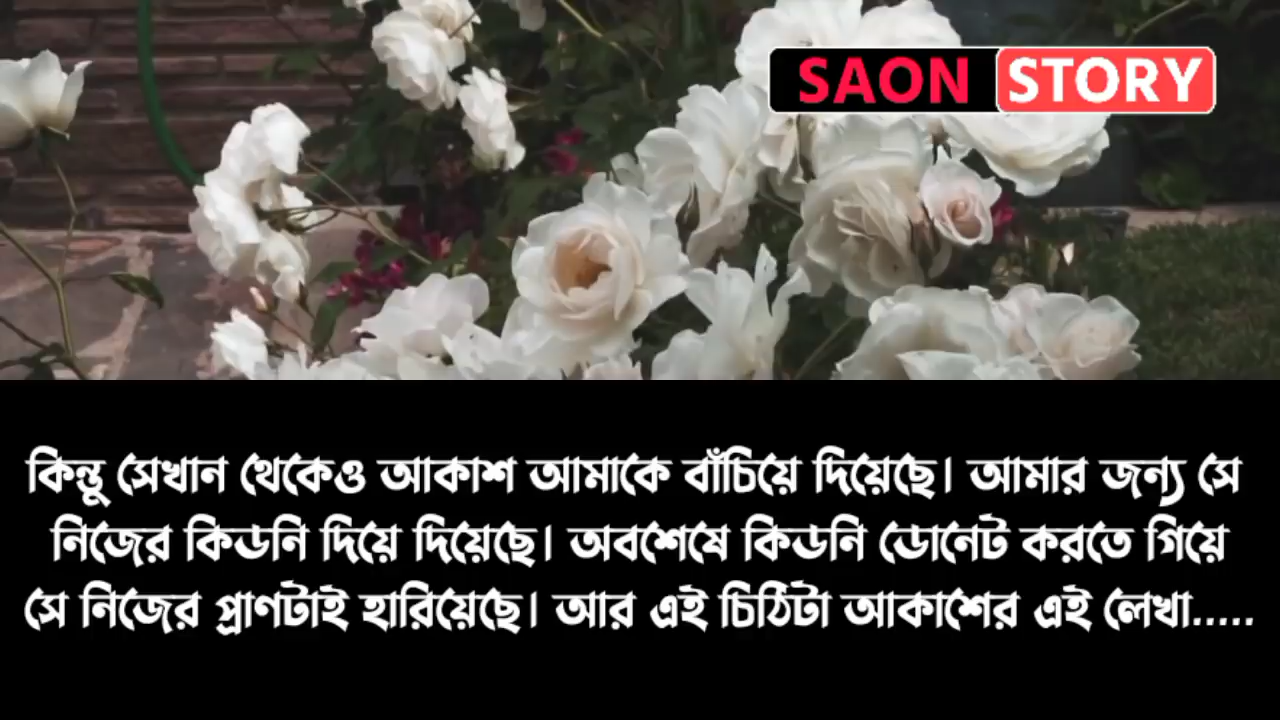 SAON STORY
কিন্তু সেখান থেকেও আকাশ আমাকে বাঁচিয়ে দিয়েছে। আমার জন্য সে
নিজের কিডনি দিয়ে দিয়েছে। অবশেষে কিডনি ডোনেট করতে গিয়ে
সে নিজের প্রাণটাই হারিয়েছে। আর এই চিঠিটা আকাশের এই লেখা.....